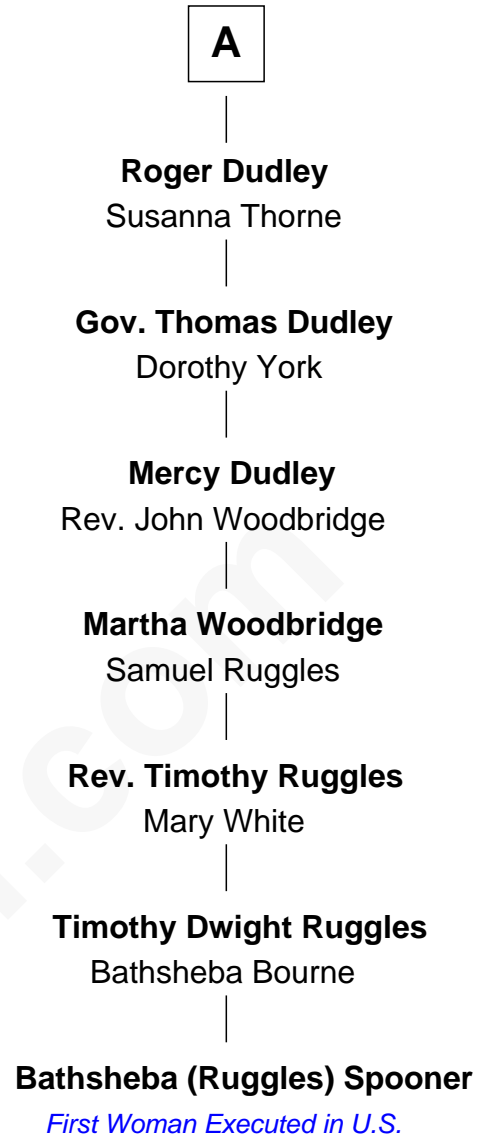 A
Roger Dudley
Susanna Thorne
Gov. Thomas Dudley
Dorothy York
Mercy Dudley
Rev. John Woodbridge
Martha Woodbridge
Samuel Ruggles
Rev. Timothy Ruggles
Mary White
Timothy Dwight Ruggles
Bathsheba Bourne
Bathsheba (Ruggles) Spooner
First Woman Executed in U.S.